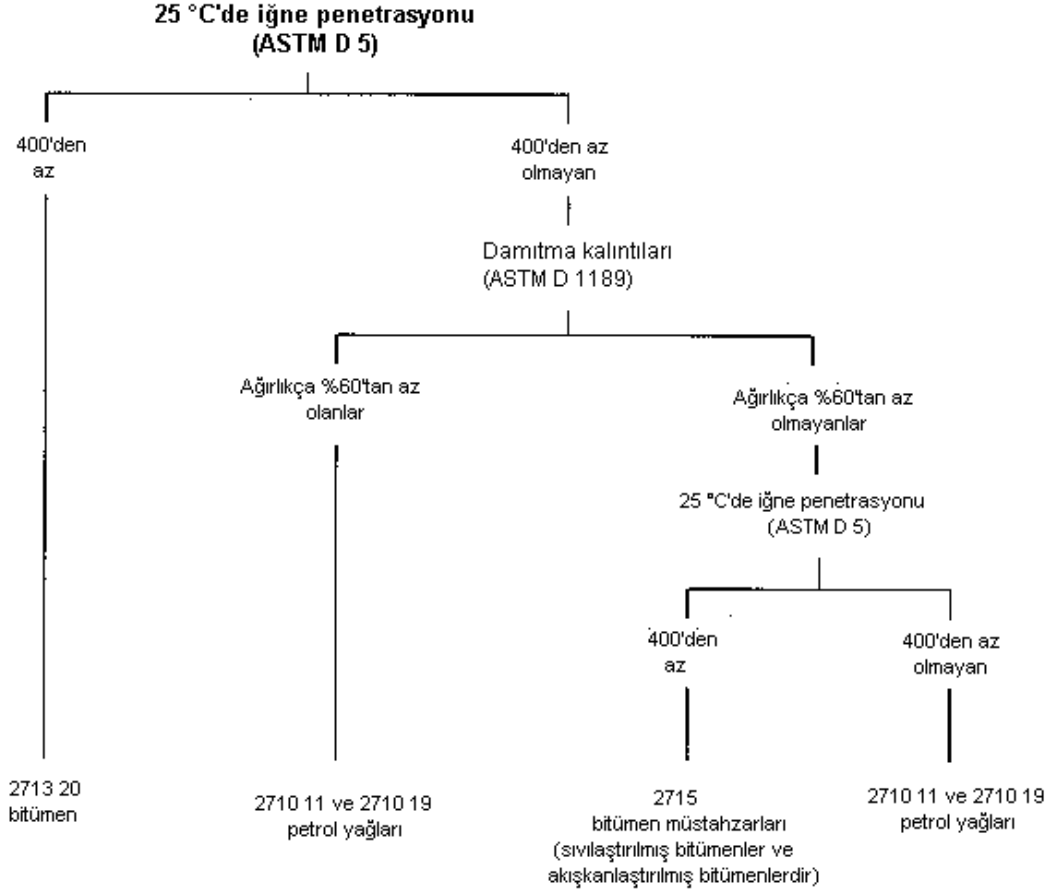 25 °C'de iğne penetrasyonu
(ASTM D 5)
400'den
az
400'den az
olmayan
Damıtma kalıntıları
(ASTM D 1189)
Ağırlıkça %60'tan az
olanlar
Ağırlıkça %60'tan az
olmayanlar
25 °C'de iğne penetrasyonu
(ASTM D 5)
400'den
az
400'den az
olmayan
2713 20
bitümen
2710 11 ve 2710 19
petrol yağları
2715
bitümen müstahzarları
(sıvılaştırılmış bitümenler ve
akışkanlaştırılmış bitümenlerdir)
2710 11 ve 2710 19
petrol yağları